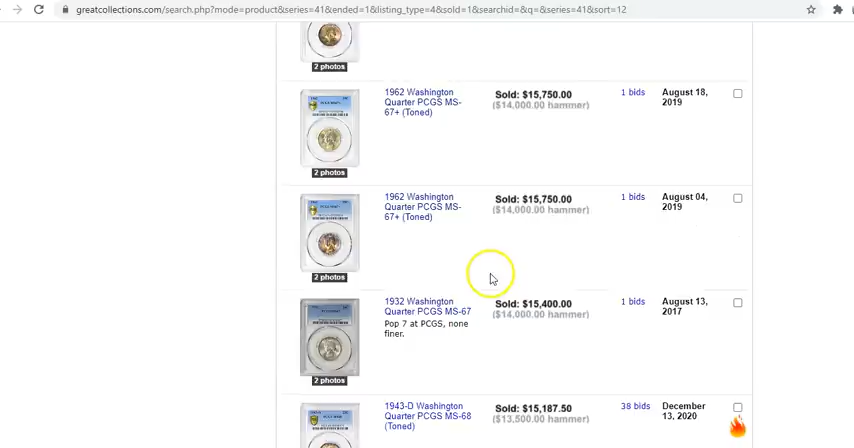 greatcollections.com/search.php?mode=product&series=41&ended=1&listing_type=4&sold=1&searchid=&q=&series=41&sort=12
2 photos
1962 Washington
Quarter PCGS MS-
67+ (Toned)
Sold: $15,750.00
($14,000.00 hammer)
1 bids
August 18,
2019
2 photos
1962 Washington
Quarter PCGS MS-
67+ (Toned)
Sold: $15,750.00
($14,000.00 hammer)
1 bids
August 04,
2019
2 photos
1932 Washington
Quarter PCGS MS-67
Pop 7 at PCGS, none
finer.
Sold: $15,400.00
($14,000.00 hammer)
1 bids
August 13,
2017
2 photos
1943-D Washington
Quarter PCGS MS-68
(Toned)
Sold: $15,187.50
($13,500.00 hammer)
38 bids
December
13, 2020